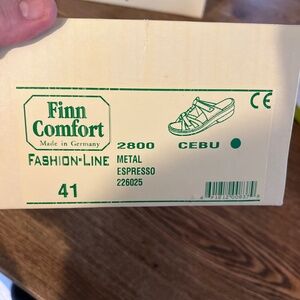 Finn
Comfort
Made in Germany
FASHION-LINE
41
2800 CEBU
METAL
ESPRESSO
226025
CE